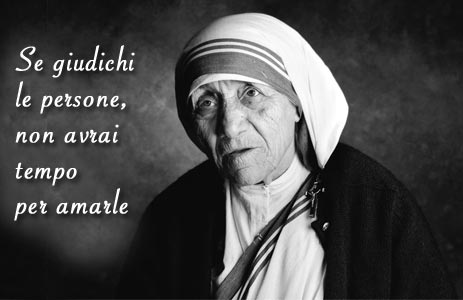 Se giudichi
le persone,
non avrai
tempo
per amarle